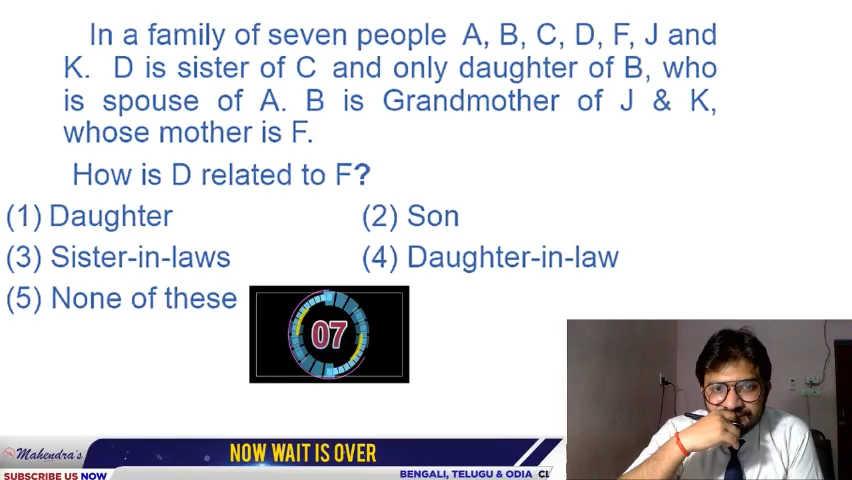 In a family of seven people A, B, C, D, F, J and
K. D is sister of C and only daughter of B, who
is spouse of A. B is Grandmother of J & K,
whose mother is F.
How is D related to F?
(1) Daughter (2) Son
(3) Sister-in-laws (4) Daughter-in-law
(5) None of these
07
Mahendra's
NOW WAIT IS OVER
SUBSCRIBE US NOW
BENGALI, TELUGU & ODIA CL